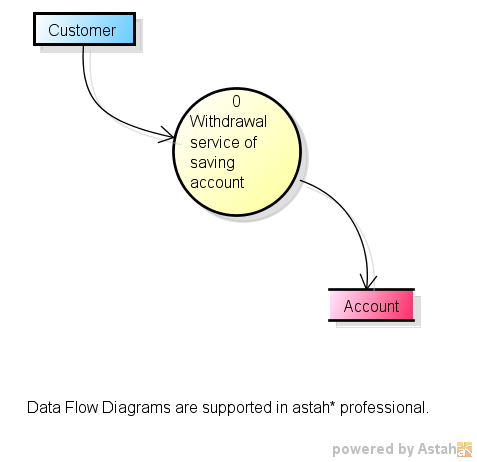 Customer
0
Withdrawal
service of
saving
account
Account
Data Flow Diagrams are supported in astah* professional.
powered by Astah